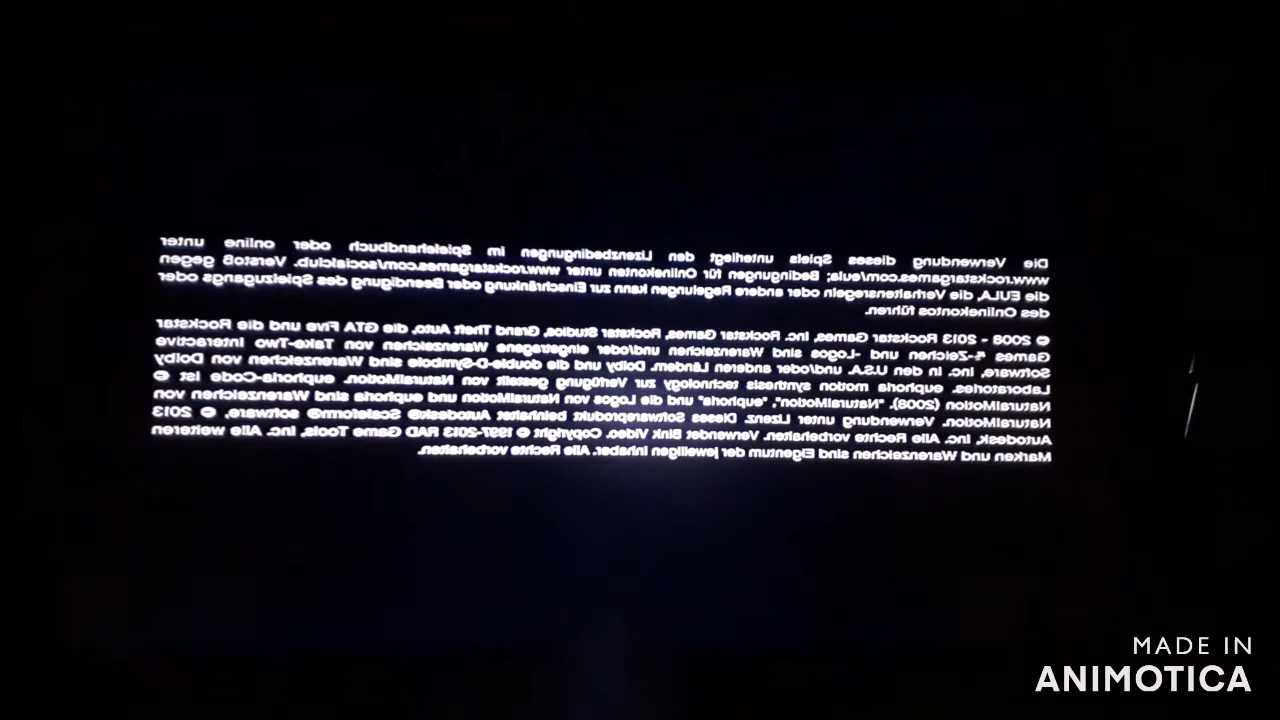 Die Verwendung dieses Spiels unterliegt den Lizenzbedingungen im Spielehandbuch oder online unter
www.rockstargames.com/eula; Bedingungen für Onlinekonten unter www.rockstargames.com/socialclub. Verstoß gegen
die EULA, die Verhaltensregeln oder andere Regelungen kann zur Einschränkung oder Beendigung des Spielzugangs oder
des Onlinekontos führen.
© 2008 - 2013 Rockstar Games, Inc. Rockstar Games, Rockstar Studios, Grand Theft Auto, die GTA Five und die Rockstar
Games R*-Zeichen und -Logos sind Warenzeichen und/oder eingetragene Warenzeichen von Take-Two Interactive
Software, Inc. in den U.S.A. und/oder anderen Ländern. Dolby und die double-D-Symbole sind Warenzeichen von Dolby
Laboratories. euphoria motion synthesis technology zur Verfügung gestellt von NaturalMotion. euphoria-Code ist ©
NaturalMotion (2008). "NaturalMotion", "euphoria" und die Logos von NaturalMotion und euphoria sind Warenzeichen von
NaturalMotion. Verwendung unter Lizenz. Dieses Softwareprodukt beinhaltet Autodesk® Scaleform® software, © 2013
Autodesk, Inc. Alle Rechte vorbehalten. Verwendet Bink Video. Copyright © 1997-2013 RAD Game Tools, Inc. Alle weiteren
Marken und Warenzeichen sind Eigentum der jeweiligen Inhaber. Alle Rechte vorbehalten.
MADE IN
ANIMOTICA